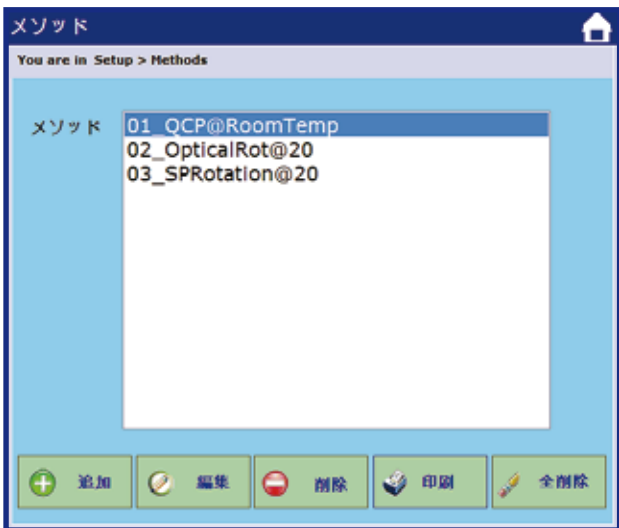 メソッド
You are in Setup > Methods
メソッド
01_QCP@RoomTemp
02_OpticalRot@20
03_SPRotation@20
追加 編集 削除 印刷 全削除